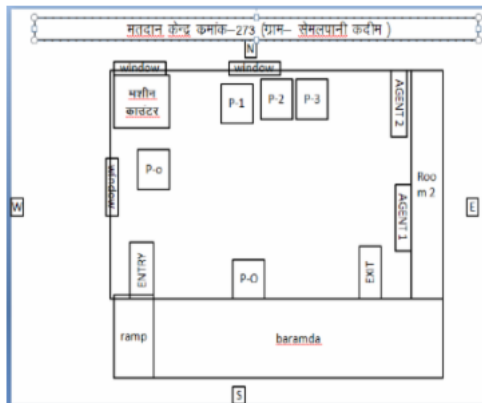 मतदान केन्द्र कमांक–273 (ग्राम– सेमलपानी कदीम )
N
window
window
मशीन
काउंटर
P-1
P-2
P-3
AGENT 2
P-o
window
Roo
m 2
W
E
AGENT 1
ENTRY
P-O
EXIT
ramp
baramda
S